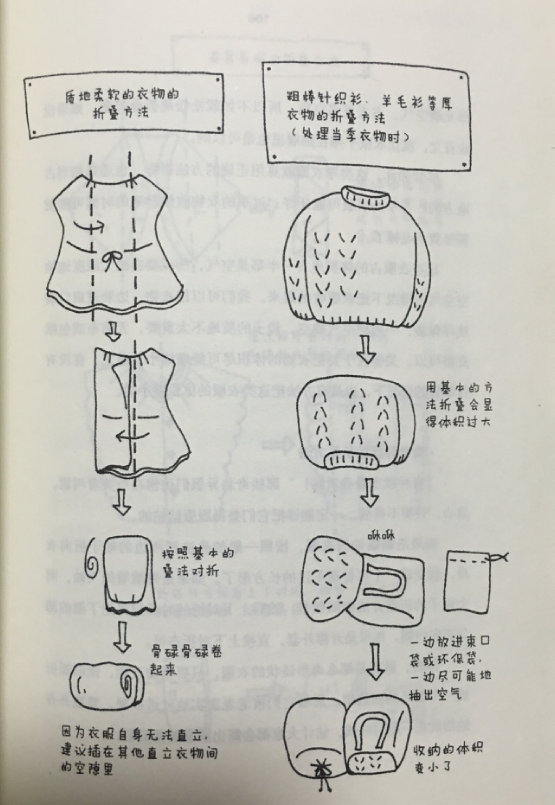 质地柔软的衣物的
折叠方法
按照基本的
叠法对折
骨碌骨碌卷
起来
因为衣服自身无法直立，
建议插在其他直立衣物间
的空隙里
粗棒针织衫、羊毛衫等厚
衣物的折叠方法
（处理当季衣物时）
用基本的方
法折叠会显
得体积过大
咻咻
一边放进束口
袋或环保袋，
一边尽可能地
抽出空气
收纳的体积
变小了